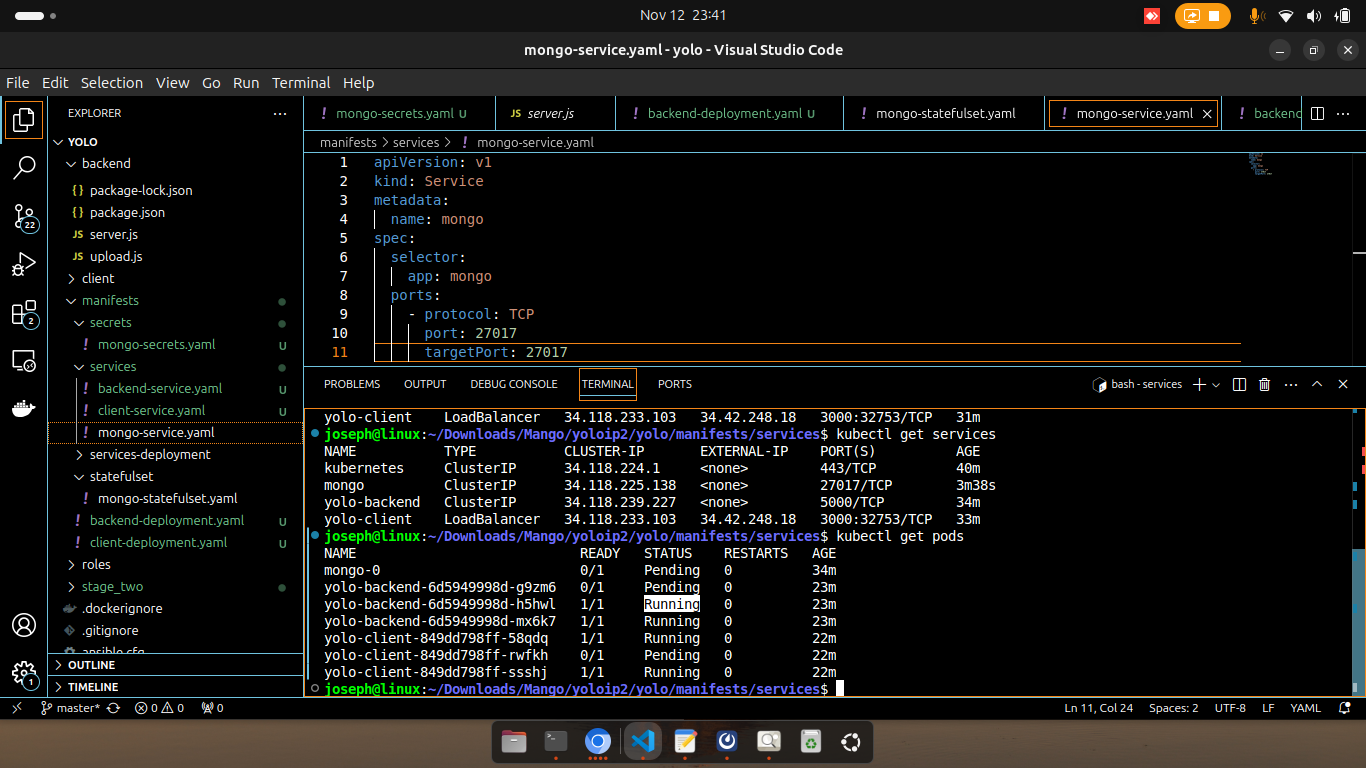 Nov 12 23:41
mongo-service.yaml - yolo - Visual Studio Code
File Edit Selection View Go Run Terminal Help
EXPLORER
YOLO
backend
{} package-lock.json
{} package.json
JS server.js
JS upload.js
client
manifests
secrets
! mongo-secrets.yaml U
services
! backend-service.yaml U
! client-service.yaml U
! mongo-service.yaml
services-deployment
statefulset
! mongo-statefulset.yaml
! backend-deployment.yaml U
! client-deployment.yaml U
roles
stage_two
.dockerignore
.gitignore
ansible.cfg
OUTLINE
TIMELINE
22
2
1
! mongo-secrets.yaml U
JS server.js
! backend-deployment.yaml U
! mongo-statefulset.yaml
! mongo-service.yaml
! backend
manifests > services > ! mongo-service.yaml
1 apiVersion: v1
2 kind: Service
3 metadata:
4 name: mongo
5 spec:
6 selector:
7 app: mongo
8 ports:
9 - protocol: TCP
10 port: 27017
11 targetPort: 27017
PROBLEMS OUTPUT DEBUG CONSOLE TERMINAL PORTS
bash - services
yolo-client LoadBalancer 34.118.233.103 34.42.248.18 3000:32753/TCP 31m
joseph@linux:~/Downloads/Mango/yoloip2/yolo/manifests/services$ kubectl get services
NAME TYPE CLUSTER-IP EXTERNAL-IP PORT(S) AGE
kubernetes ClusterIP 34.118.224.1 <none> 443/TCP 40m
mongo ClusterIP 34.118.225.138 <none> 27017/TCP 3m38s
yolo-backend ClusterIP 34.118.239.227 <none> 5000/TCP 34m
yolo-client LoadBalancer 34.118.233.103 34.42.248.18 3000:32753/TCP 33m
joseph@linux:~/Downloads/Mango/yoloip2/yolo/manifests/services$ kubectl get pods
NAME READY STATUS RESTARTS AGE
mongo-0 0/1 Pending 0 34m
yolo-backend-6d5949998d-g9zm6 0/1 Pending 0 23m
yolo-backend-6d5949998d-h5hwl 1/1 Running 0 23m
yolo-backend-6d5949998d-mx6k7 1/1 Running 0 23m
yolo-client-849dd798ff-58qdq 1/1 Running 0 22m
yolo-client-849dd798ff-rwfkh 0/1 Pending 0 22m
yolo-client-849dd798ff-ssshj 1/1 Running 0 22m
joseph@linux:~/Downloads/Mango/yoloip2/yolo/manifests/services$
master* 0 0 0
Ln 11, Col 24 Spaces: 2 UTF-8 LF YAML